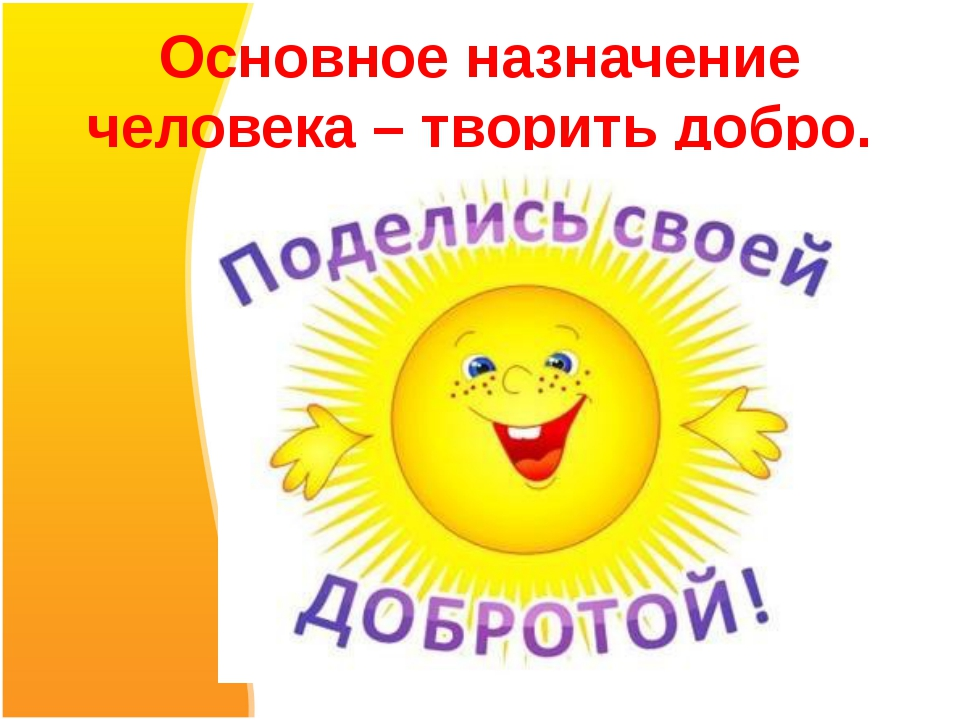 Основное назначение
человека – творить добро.
Поделись своей
ДОБРОТОЙ!